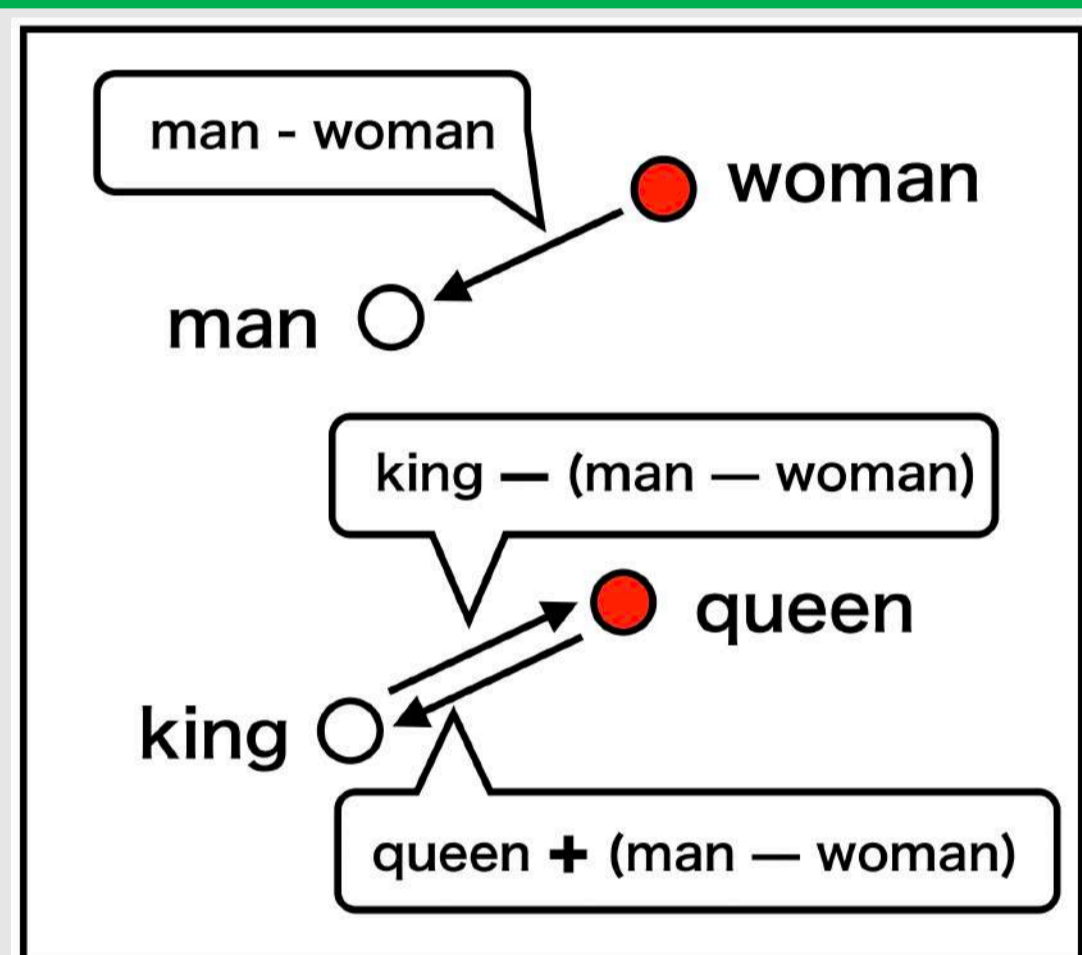 man - woman
woman
man
king — (man — woman)
queen
king
queen + (man — woman)